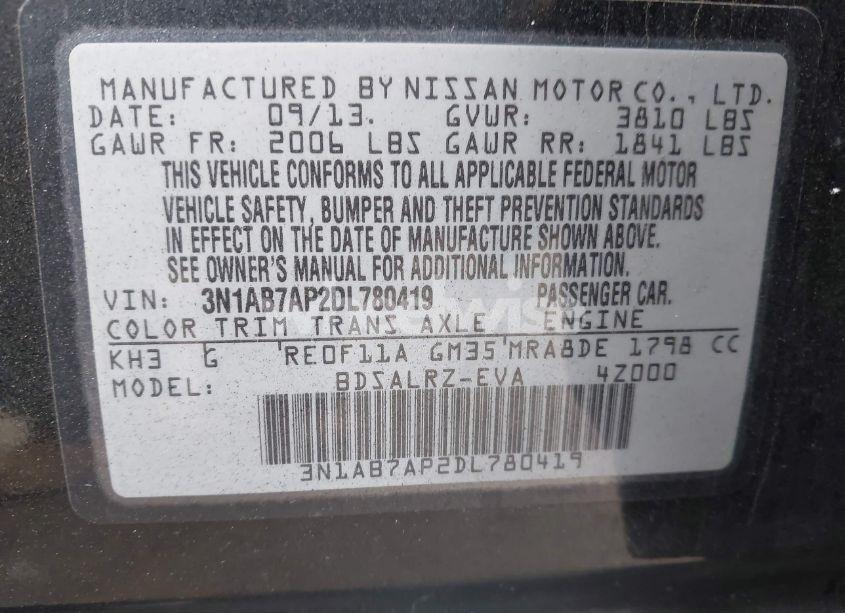 MANUFACTURED BY NISSAN MOTOR CO., LTD.
DATE: 09/13. GVWR: 3810 LBS
GAWR FR: 2006 LBS GAWR RR: 1841 LBS
THIS VEHICLE CONFORMS TO ALL APPLICABLE FEDERAL MOTOR
VEHICLE SAFETY, BUMPER AND THEFT PREVENTION STANDARDS
IN EFFECT ON THE DATE OF MANUFACTURE SHOWN ABOVE.
SEE OWNER'S MANUAL FOR ADDITIONAL INFORMATION.
VIN: 3N1AB7AP2DL780419 PASSENGER CAR.
COLOR TRIM TRANS AXLE ENGINE
KH3 G 'RE0F11A GM35'MRA8DE 1798 CC
MODEL: BDSALRZ-EVA 4Z000
3N1AB7AP2DL780419